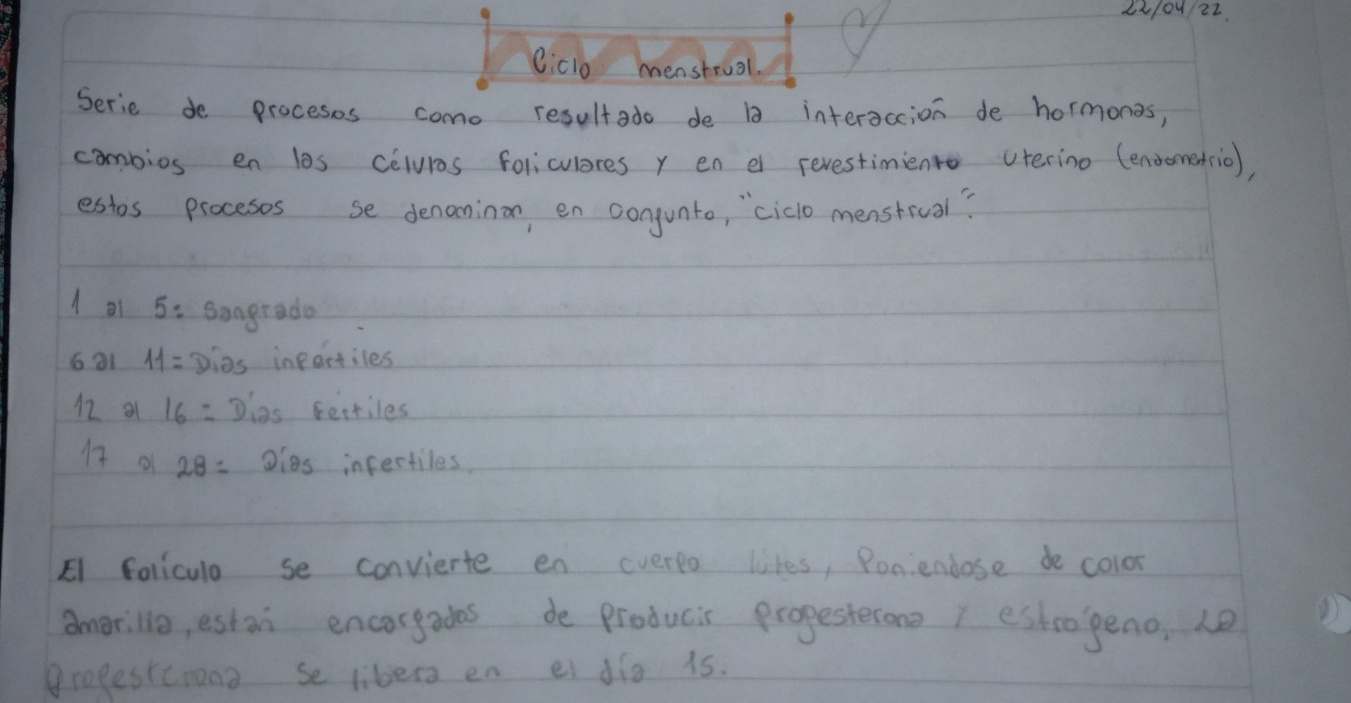 22/04/22.
Ciclo menstrual.
Serie de procesos como resultado de la interacción de hormonas,
cambios en las células foliculares y en el revestimiento uterino (endometrio),
estos procesos se denominan, en conjunto, "ciclo menstrual".
1 al 5= Sangrado
6 al 11= Días infertiles
12 al 16 = Días fertiles
17 al 28= Días infertiles.
El folículo se convierte en cuerpo lutes, Poniendose de color
amarillo, están encargados de producir progesterona y estrógeno, la
progesterona se libera en el día 15.